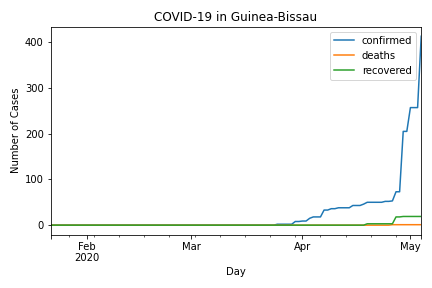 COVID-19 in Guinea-Bissau
confirmed
deaths
recovered
400
300
200
100
0
Number of Cases
Feb
2020
Mar
Apr
May
Day